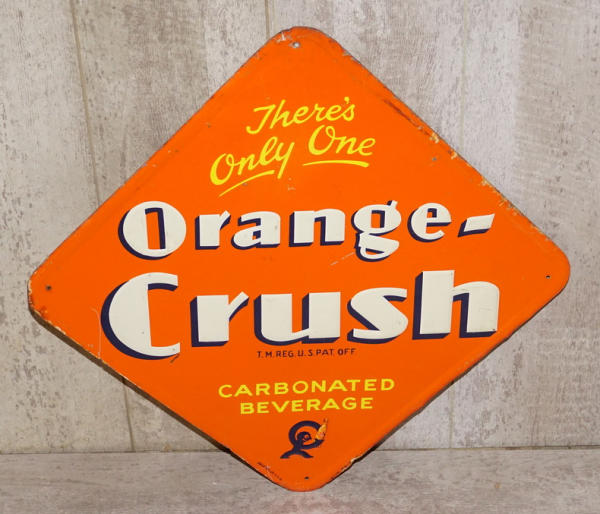 There's
Only One
Orange-
Crush
T.M.REG.U.S.PAT. OFF.
CARBONATED
BEVERAGE